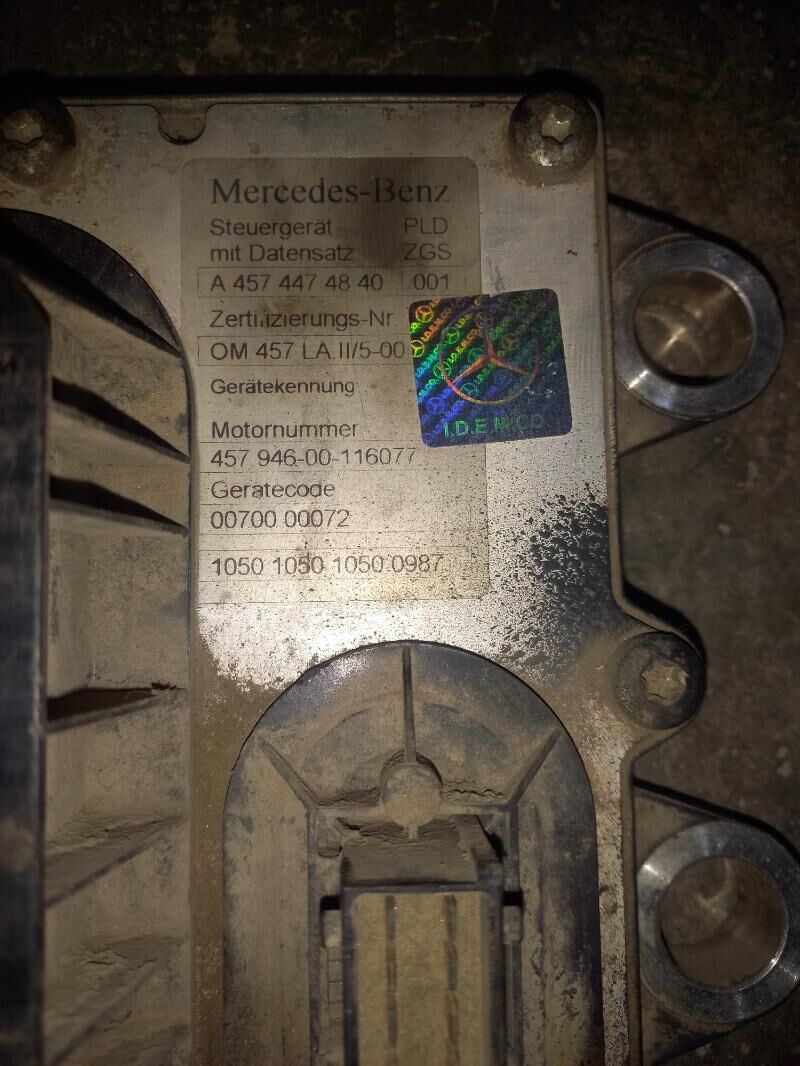 Mercedes-Benz
Steuergerät PLD
mit Datensatz ZGS
A 457 447 48 40 001
Zertifizierungs-Nr
OM 457 LA.II/5-00
Gerätekennung
Motornummer
457 946-00-116077
Gerätecode
00700 00072
1050 1050 1050 0987
I.D.E.M.CO